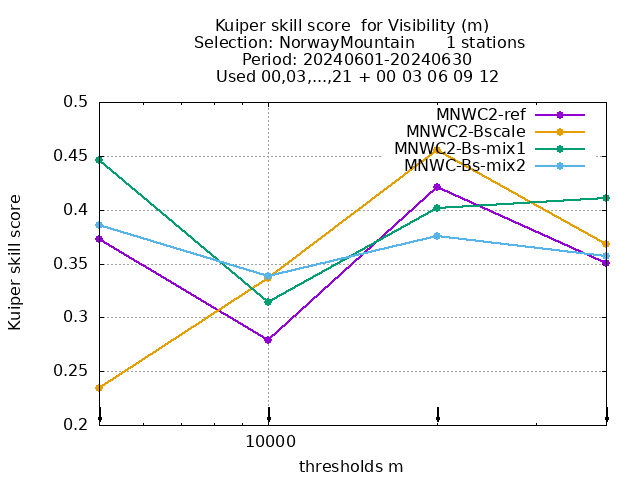 Kuiper skill score  for Visibility (m)
Selection: NorwayMountain      1 stations
Period: 20240601-20240630
Used 00,03,...,21 + 00 03 06 09 12
MNWC2-ref
MNWC2-Bscale
MNWC2-Bs-mix1
MNWC-Bs-mix2
0.5
0.45
0.4
0.35
0.3
0.25
0.2
Kuiper skill score
10000
thresholds m